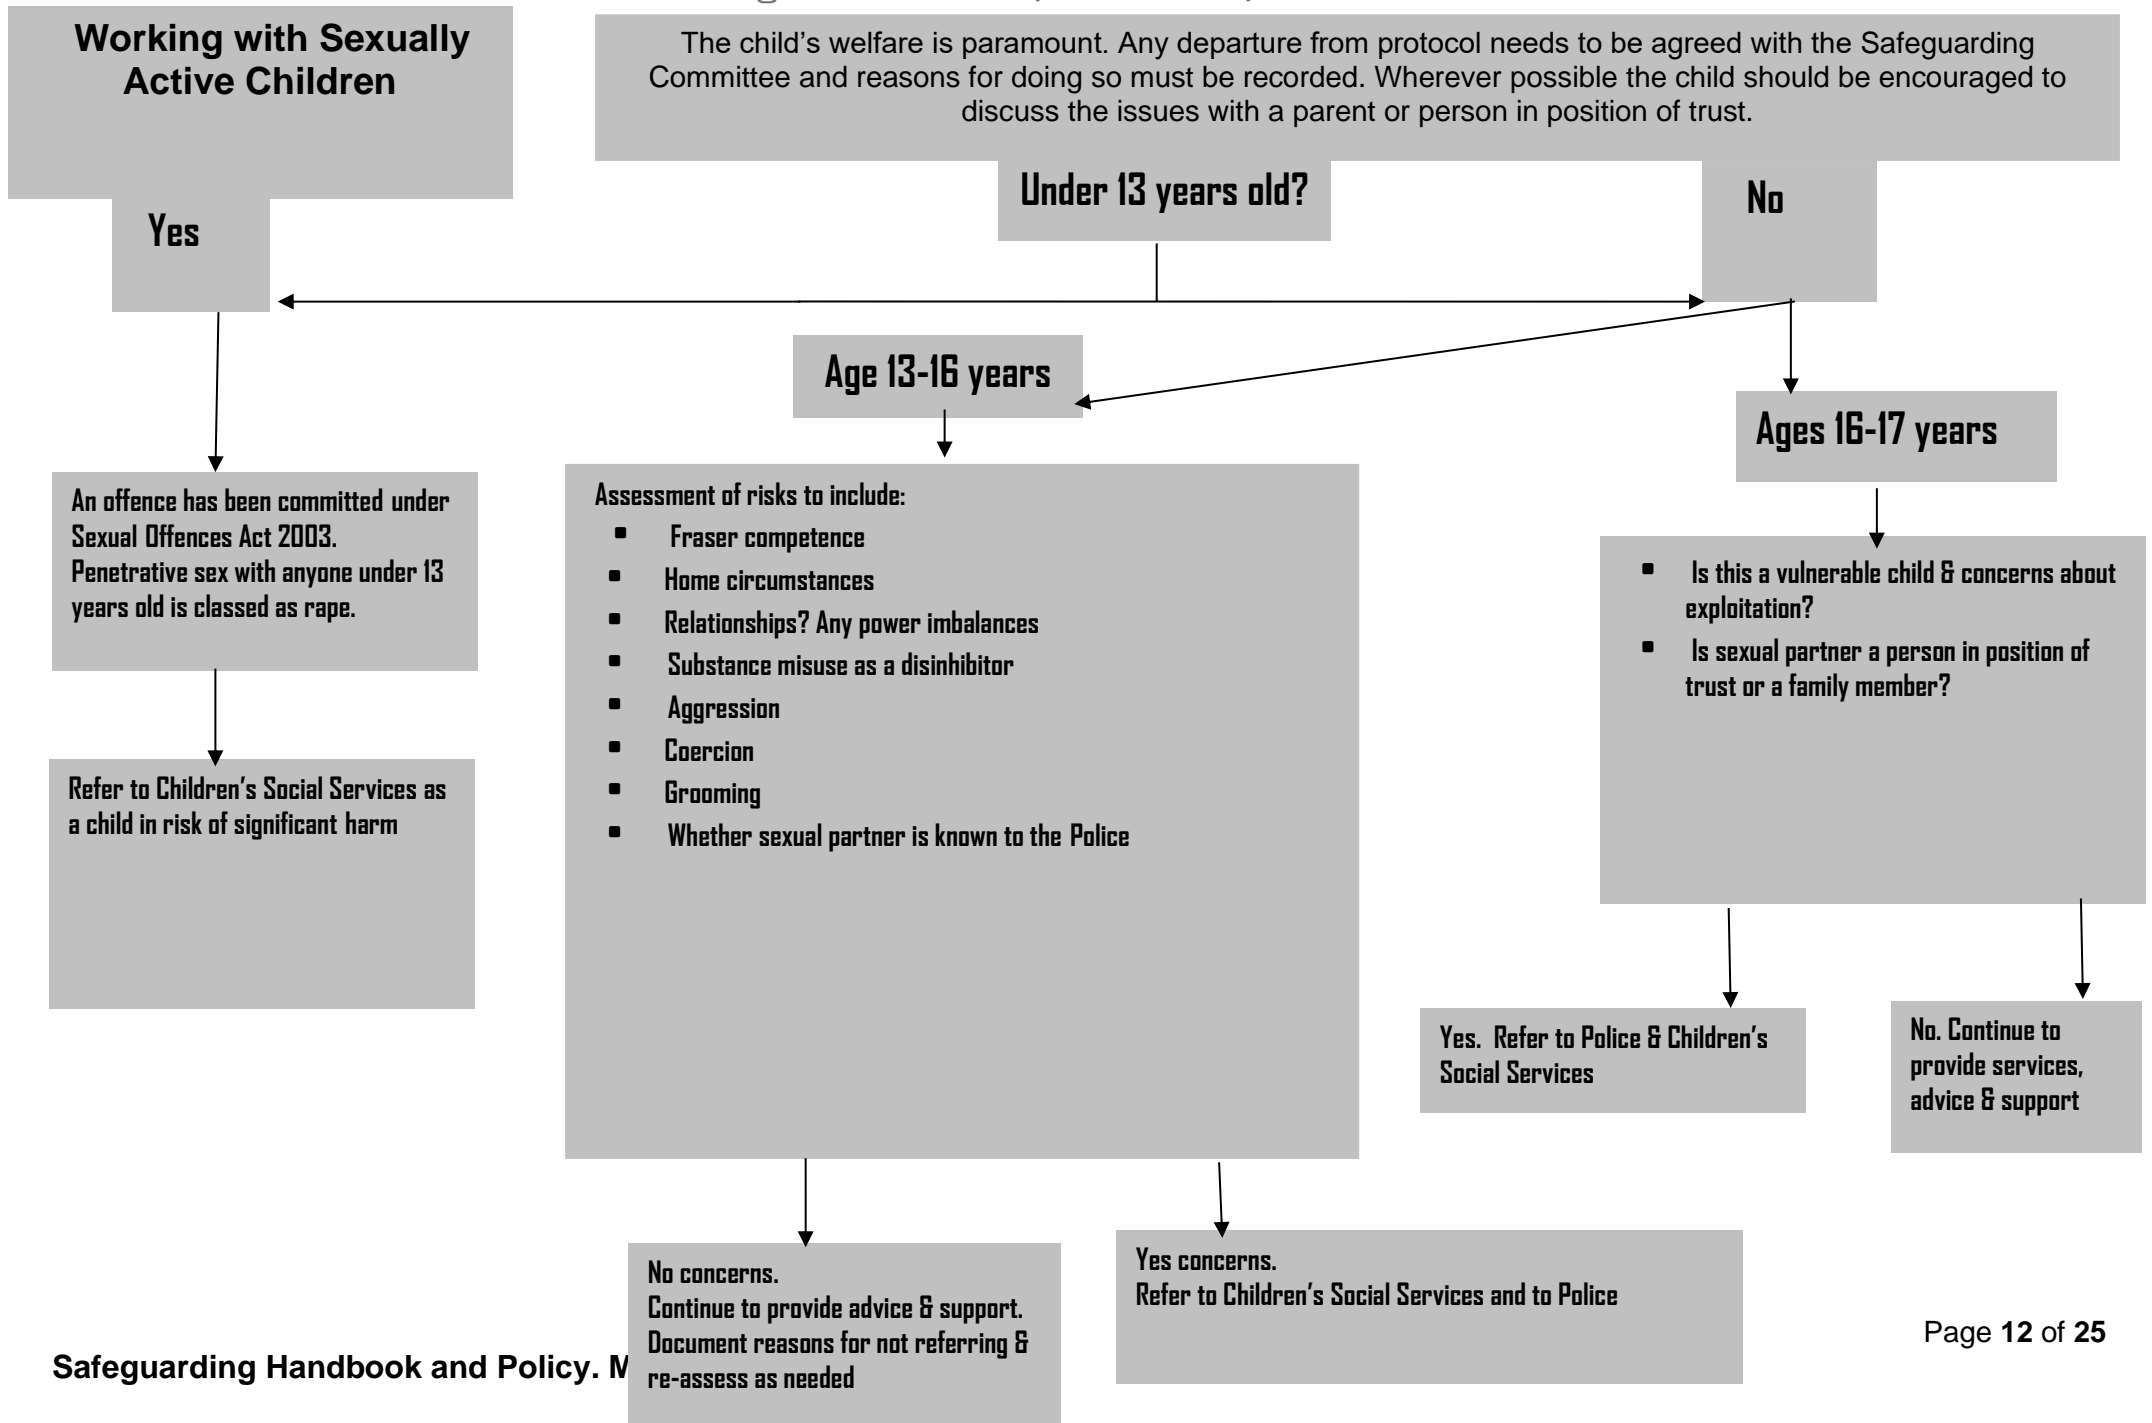 Working with Sexually
Active Children
The child’s welfare is paramount. Any departure from protocol needs to be agreed with the Safeguarding
Committee and reasons for doing so must be recorded. Wherever possible the child should be encouraged to
discuss the issues with a parent or person in position of trust.
Under 13 years old?
No
Yes
Age 13-16 years
Ages 16-17 years
An offence has been committed under
Sexual Offences Act 2003.
Penetrative sex with anyone under 13
years old is classed as rape.
Refer to Children’s Social Services as
a child in risk of significant harm
Assessment of risks to include:
▪ Fraser competence
▪ Home circumstances
▪ Relationships? Any power imbalances
▪ Substance misuse as a disinhibitor
▪ Aggression
▪ Coercion
▪ Grooming
▪ Whether sexual partner is known to the Police
▪ Is this a vulnerable child & concerns about
exploitation?
▪ Is sexual partner a person in position of
trust or a family member?
Yes. Refer to Police & Children’s
Social Services
No. Continue to
provide services,
advice & support
No concerns.
Continue to provide advice & support.
Document reasons for not referring &
re-assess as needed
Yes concerns.
Refer to Children’s Social Services and to Police
Safeguarding Handbook and Policy.
Page 12 of 25